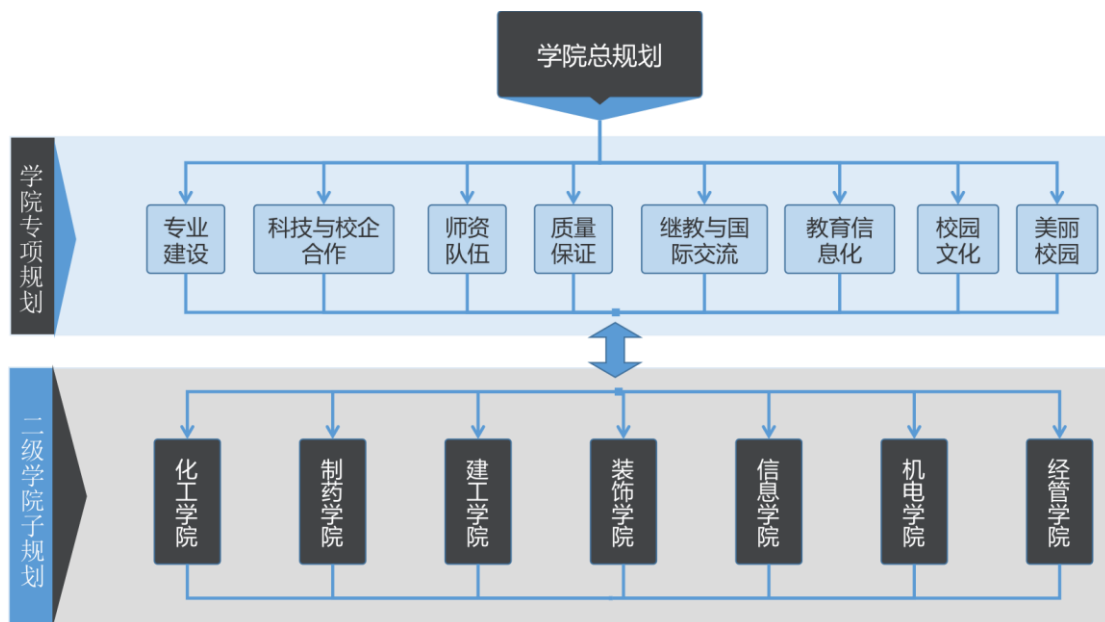 学院总规划
学院专项规划
专业
建设
科技与校企
合作
师资
队伍
质量
保证
继教与国
际交流
教育信
息化
校园
文化
美丽
校园
二级学院子规划
化工学院
制药学院
建工学院
装饰学院
信息学院
机电学院
经管学院